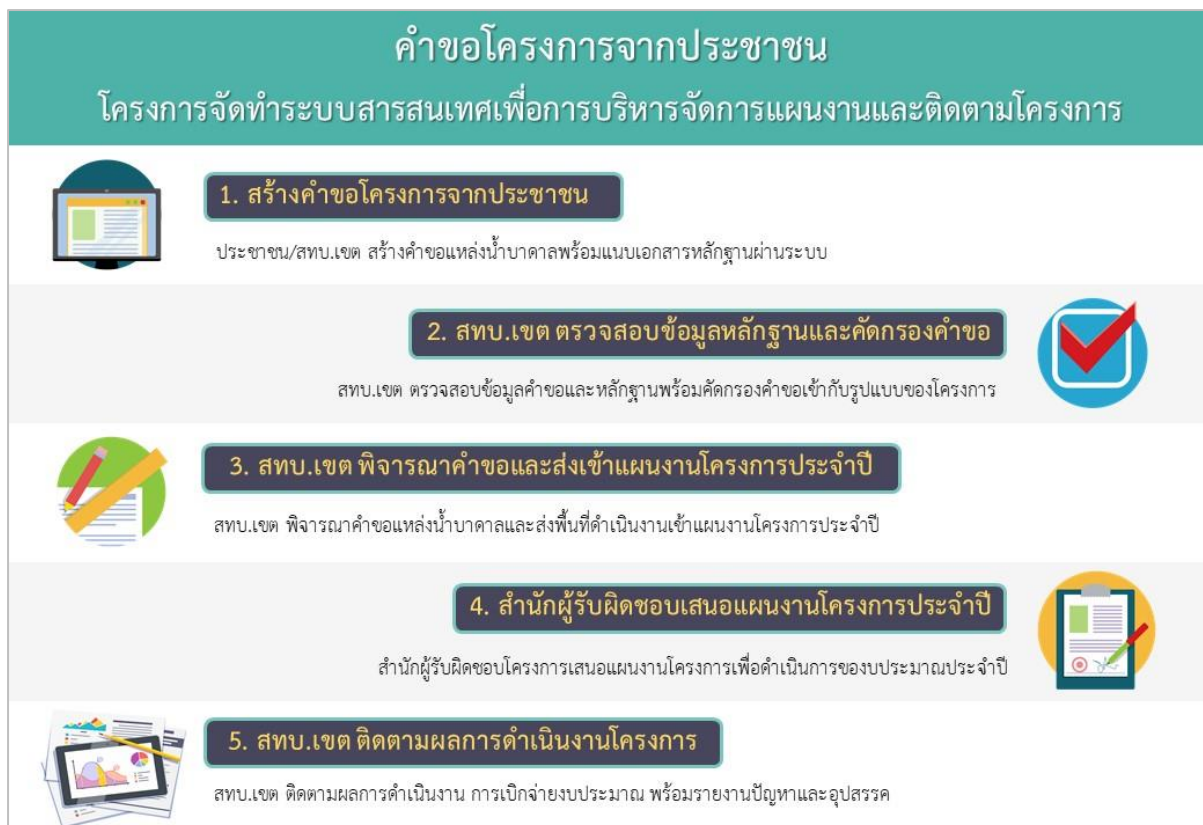 คำขอโครงการจากประชาชน
โครงการจัดทำระบบสารสนเทศเพื่อการบริหารจัดการแผนงานและติดตามโครงการ
1. สร้างคำขอโครงการจากประชาชน
ประชาชน/สทบ.เขต สร้างคำขอแหล่งน้ำบาดาลพร้อมแนบเอกสารหลักฐานผ่านระบบ
2. สทบ.เขต ตรวจสอบข้อมูลหลักฐานและคัดกรองคำขอ
สทบ.เขต ตรวจสอบข้อมูลคำขอและหลักฐานพร้อมคัดกรองคำขอเข้ากับรูปแบบของโครงการ
3. สทบ.เขต พิจารณาคำขอและส่งเข้าแผนงานโครงการประจำปี
สทบ.เขต พิจารณาคำขอแหล่งน้ำบาดาลและส่งพื้นที่ดำเนินงานเข้าแผนงานโครงการประจำปี
4. สำนักผู้รับผิดชอบเสนอแผนงานโครงการประจำปี
สำนักผู้รับผิดชอบโครงการเสนอแผนงานโครงการเพื่อดำเนินการของบประมาณประจำปี
5. สทบ.เขต ติดตามผลการดำเนินงานโครงการ
สทบ.เขต ติดตามผลการดำเนินงาน การเบิกจ่ายงบประมาณ พร้อมรายงานปัญหาและอุปสรรค